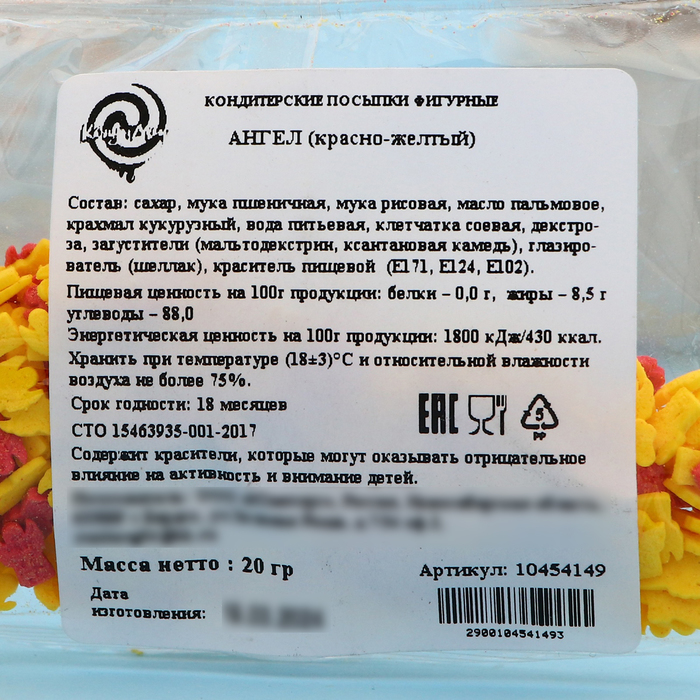 КОНДИТЕРСКИЕ ПОСЫПКИ ФИГУРНЫЕ
АНГЕЛ (красно-желтый)
Состав: сахар, мука пшеничная, мука рисовая, масло пальмовое,
крахмал кукурузный, вода питьевая, клетчатка соевая, декстро-
за, загустители (мальтодекстрин, ксантановая камедь), глазиро-
ватель (шеллак), краситель пищевой (Е171, Е124, Е102).
Пищевая ценность на 100г продукции: белки – 0,0 г, жиры – 8,5 г
углеводы – 88,0
Энергетическая ценность на 100г продукции: 1800 кДж/430 ккал.
Хранить при температуре (18±3)°С и относительной влажности
воздуха не более 75%.
Срок годности: 18 месяцев
СТО 15463935-001-2017
EAC
5
PP
Содержит красители, которые могут оказывать отрицательное
влияние на активность и внимание детей.
Масса нетто : 20 гр
Артикул: 10454149
Дата
изготовления:
2900104541493